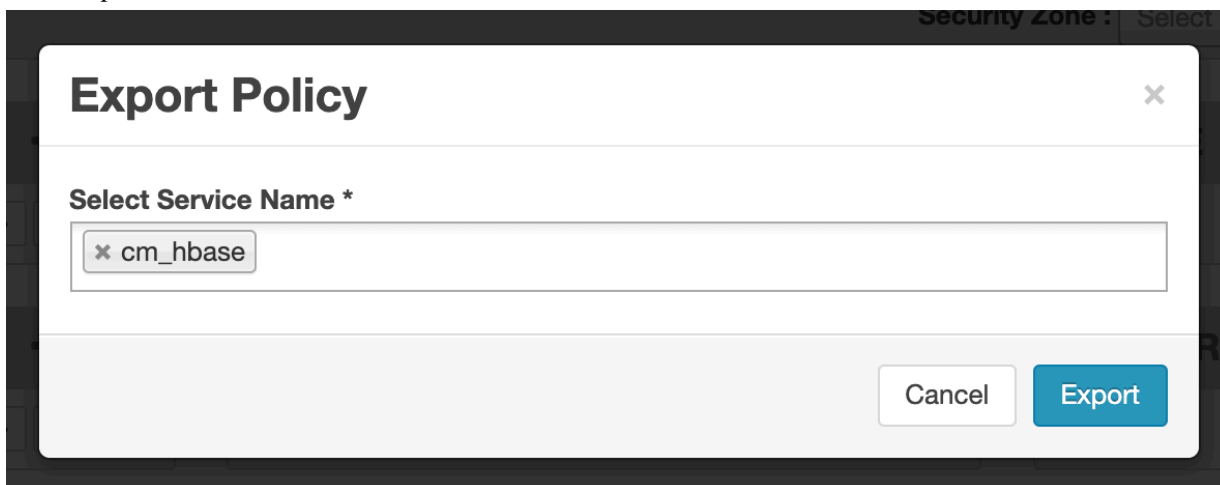 Security Zone : Select
Export Policy ×
Select Service Name *
× cm_hbase
Cancel Export